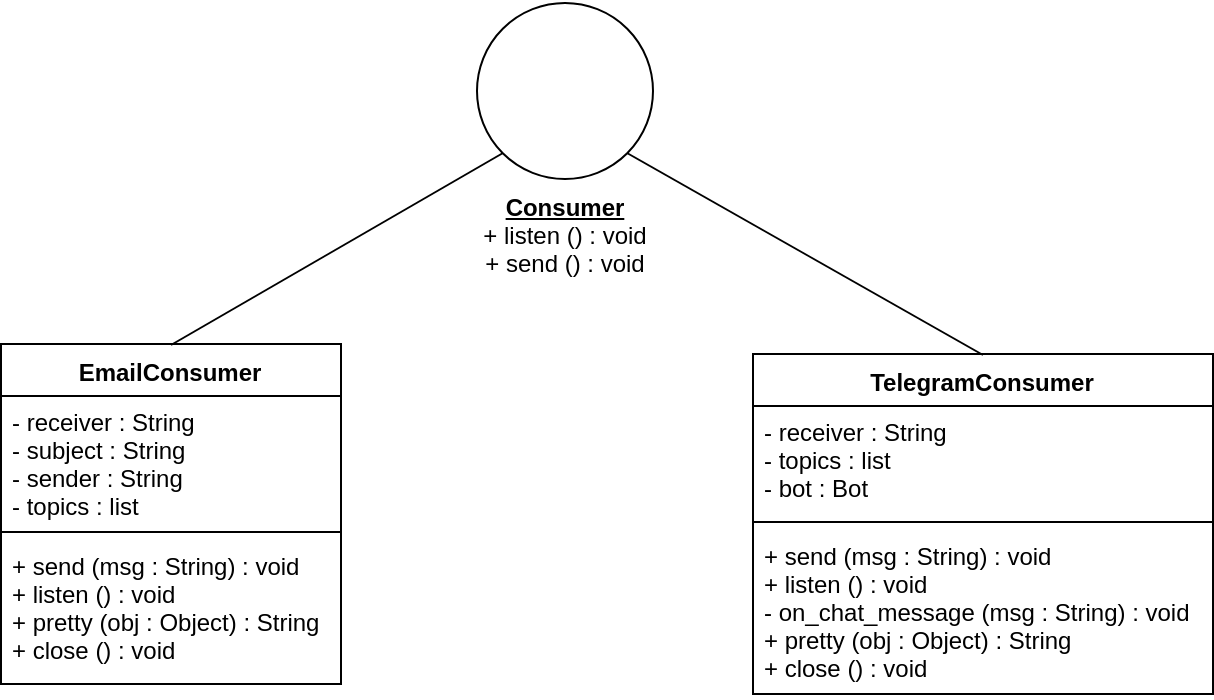 Consumer
+ listen () : void
+ send () : void
EmailConsumer
- receiver : String
- subject : String
- sender : String
- topics : list
+ send (msg : String) : void
+ listen () : void
+ pretty (obj : Object) : String
+ close () : void
TelegramConsumer
- receiver : String
- topics : list
- bot : Bot
+ send (msg : String) : void
+ listen () : void
- on_chat_message (msg : String) : void
+ pretty (obj : Object) : String
+ close () : void